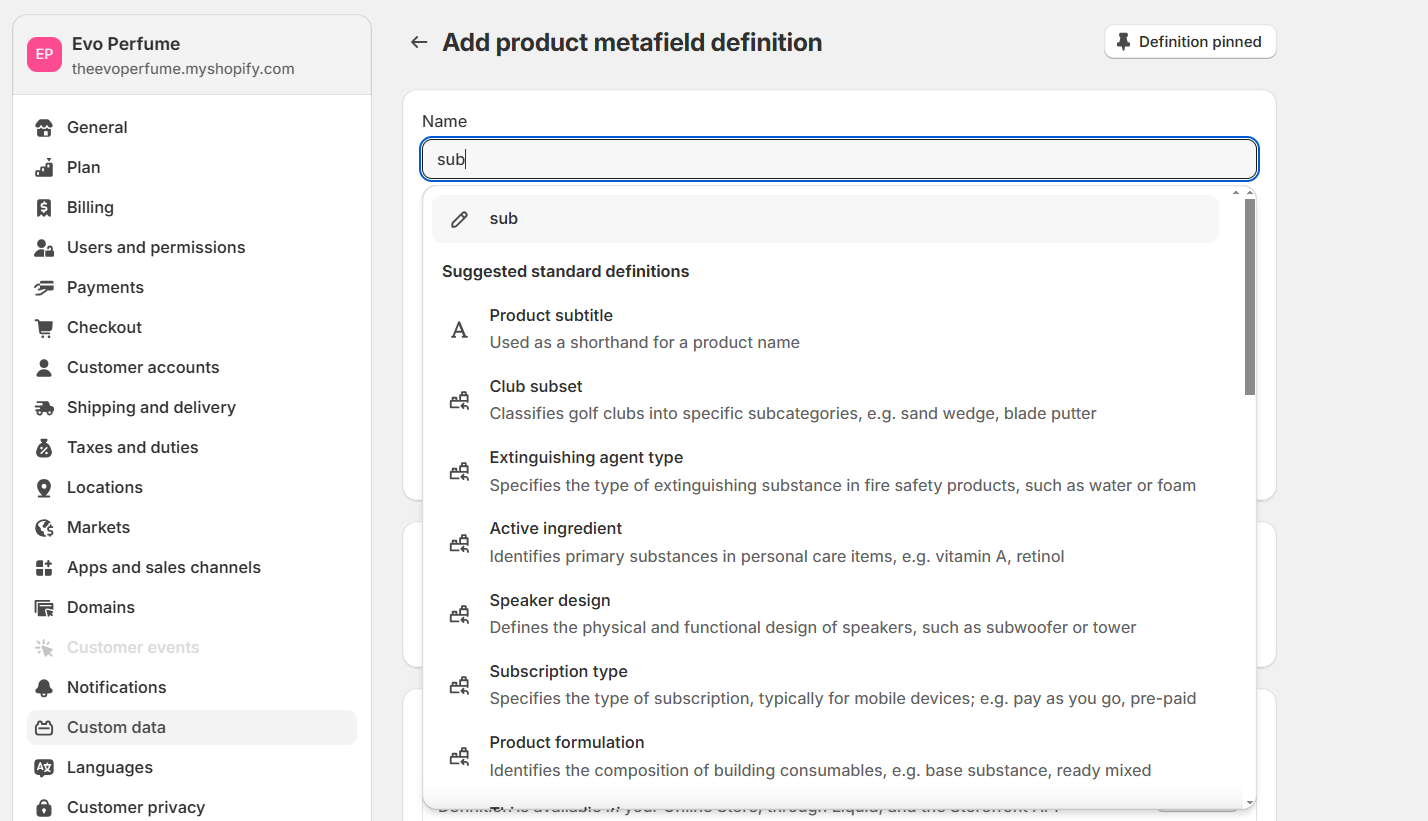 EP
Evo Perfume
theevoperfume.myshopify.com
General
Plan
Billing
Users and permissions
Payments
Checkout
Customer accounts
Shipping and delivery
Taxes and duties
Locations
Markets
Apps and sales channels
Domains
Customer events
Notifications
Custom data
Languages
Customer privacy
Add product metafield definition
Definition pinned
Name
sub
sub
Suggested standard definitions
Product subtitle
Used as a shorthand for a product name
Club subset
Classifies golf clubs into specific subcategories, e.g. sand wedge, blade putter
Extinguishing agent type
Specifies the type of extinguishing substance in fire safety products, such as water or foam
Active ingredient
Identifies primary substances in personal care items, e.g. vitamin A, retinol
Speaker design
Defines the physical and functional design of speakers, such as subwoofer or tower
Subscription type
Specifies the type of subscription, typically for mobile devices; e.g. pay as you go, pre-paid
Product formulation
Identifies the composition of building consumables, e.g. base substance, ready mixed